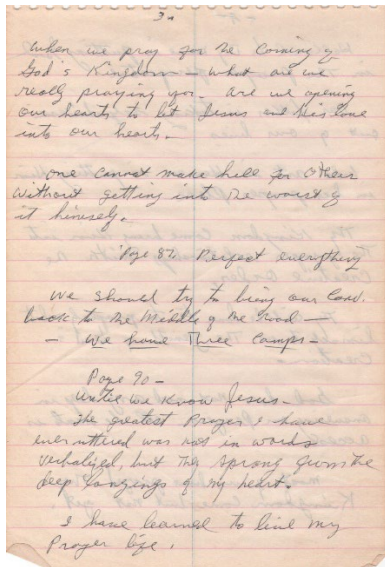 3a
when we pray for the coming of
God's Kingdom - what are we
really praying for. Are we opening
our hearts to let Jesus and His love
into our hearts.
one cannot make hell for others
without getting into the worst of
it himself.
Page 87 Perfect everything
we should try to bring our
back to the Middle of the Road -
- we have Three Camps -
Page 90 -
until we know Jesus -
The greatest Prayer I have
ever uttered was not in words
verbalized, but the sprang from the
deep longings of my heart.
I have learned to live my
Prayer life.